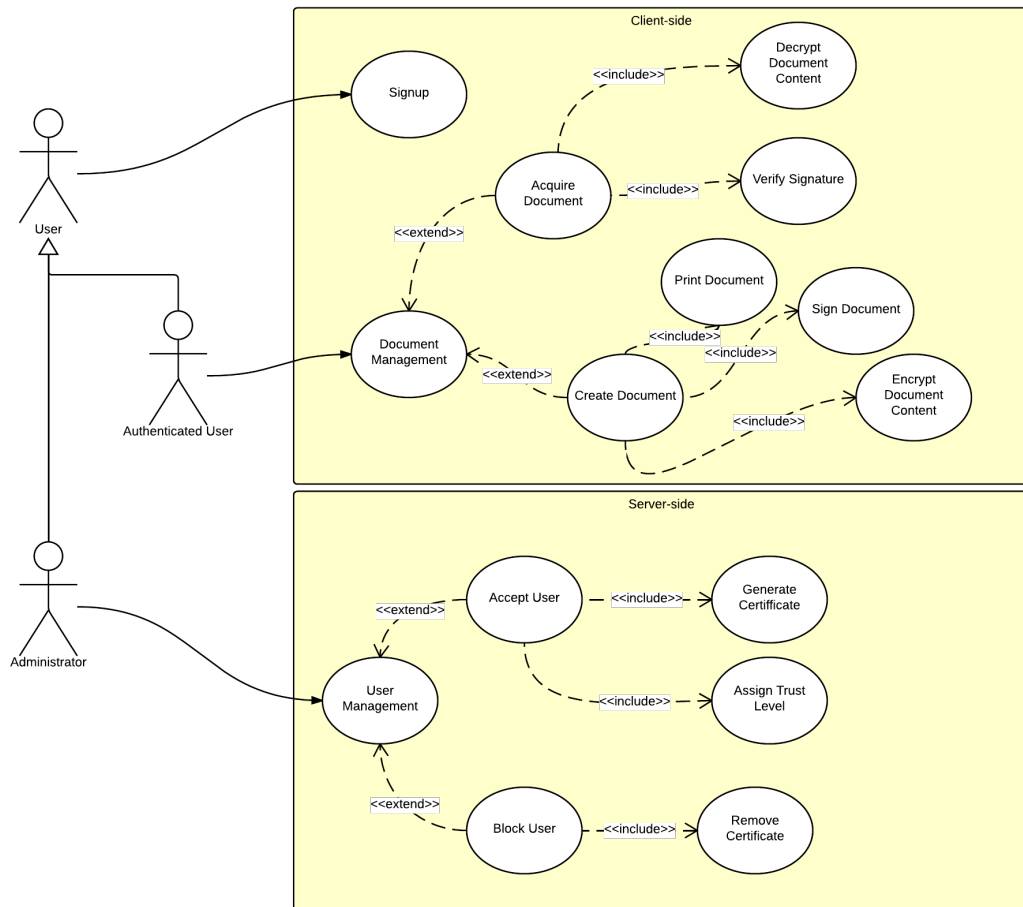 Client-side
Decrypt
Document
Content
<<include>>
Signup
Verify Signature
Acquire
Document
<<include>>
User
<<extend>>
Print Document
Sign Document
<<include>>
Document
Management
<<include>>
<<extend>>
Create Document
Encrypt
Document
Content
<<include>>
Authenticated User
Server-side
Accept User
<<include>>
Generate
Certifficate
<<extend>>
Administrator
User
Management
Assign Trust
Level
<<include>>
<<extend>>
Block User
<<include>>
Remove
Certificate